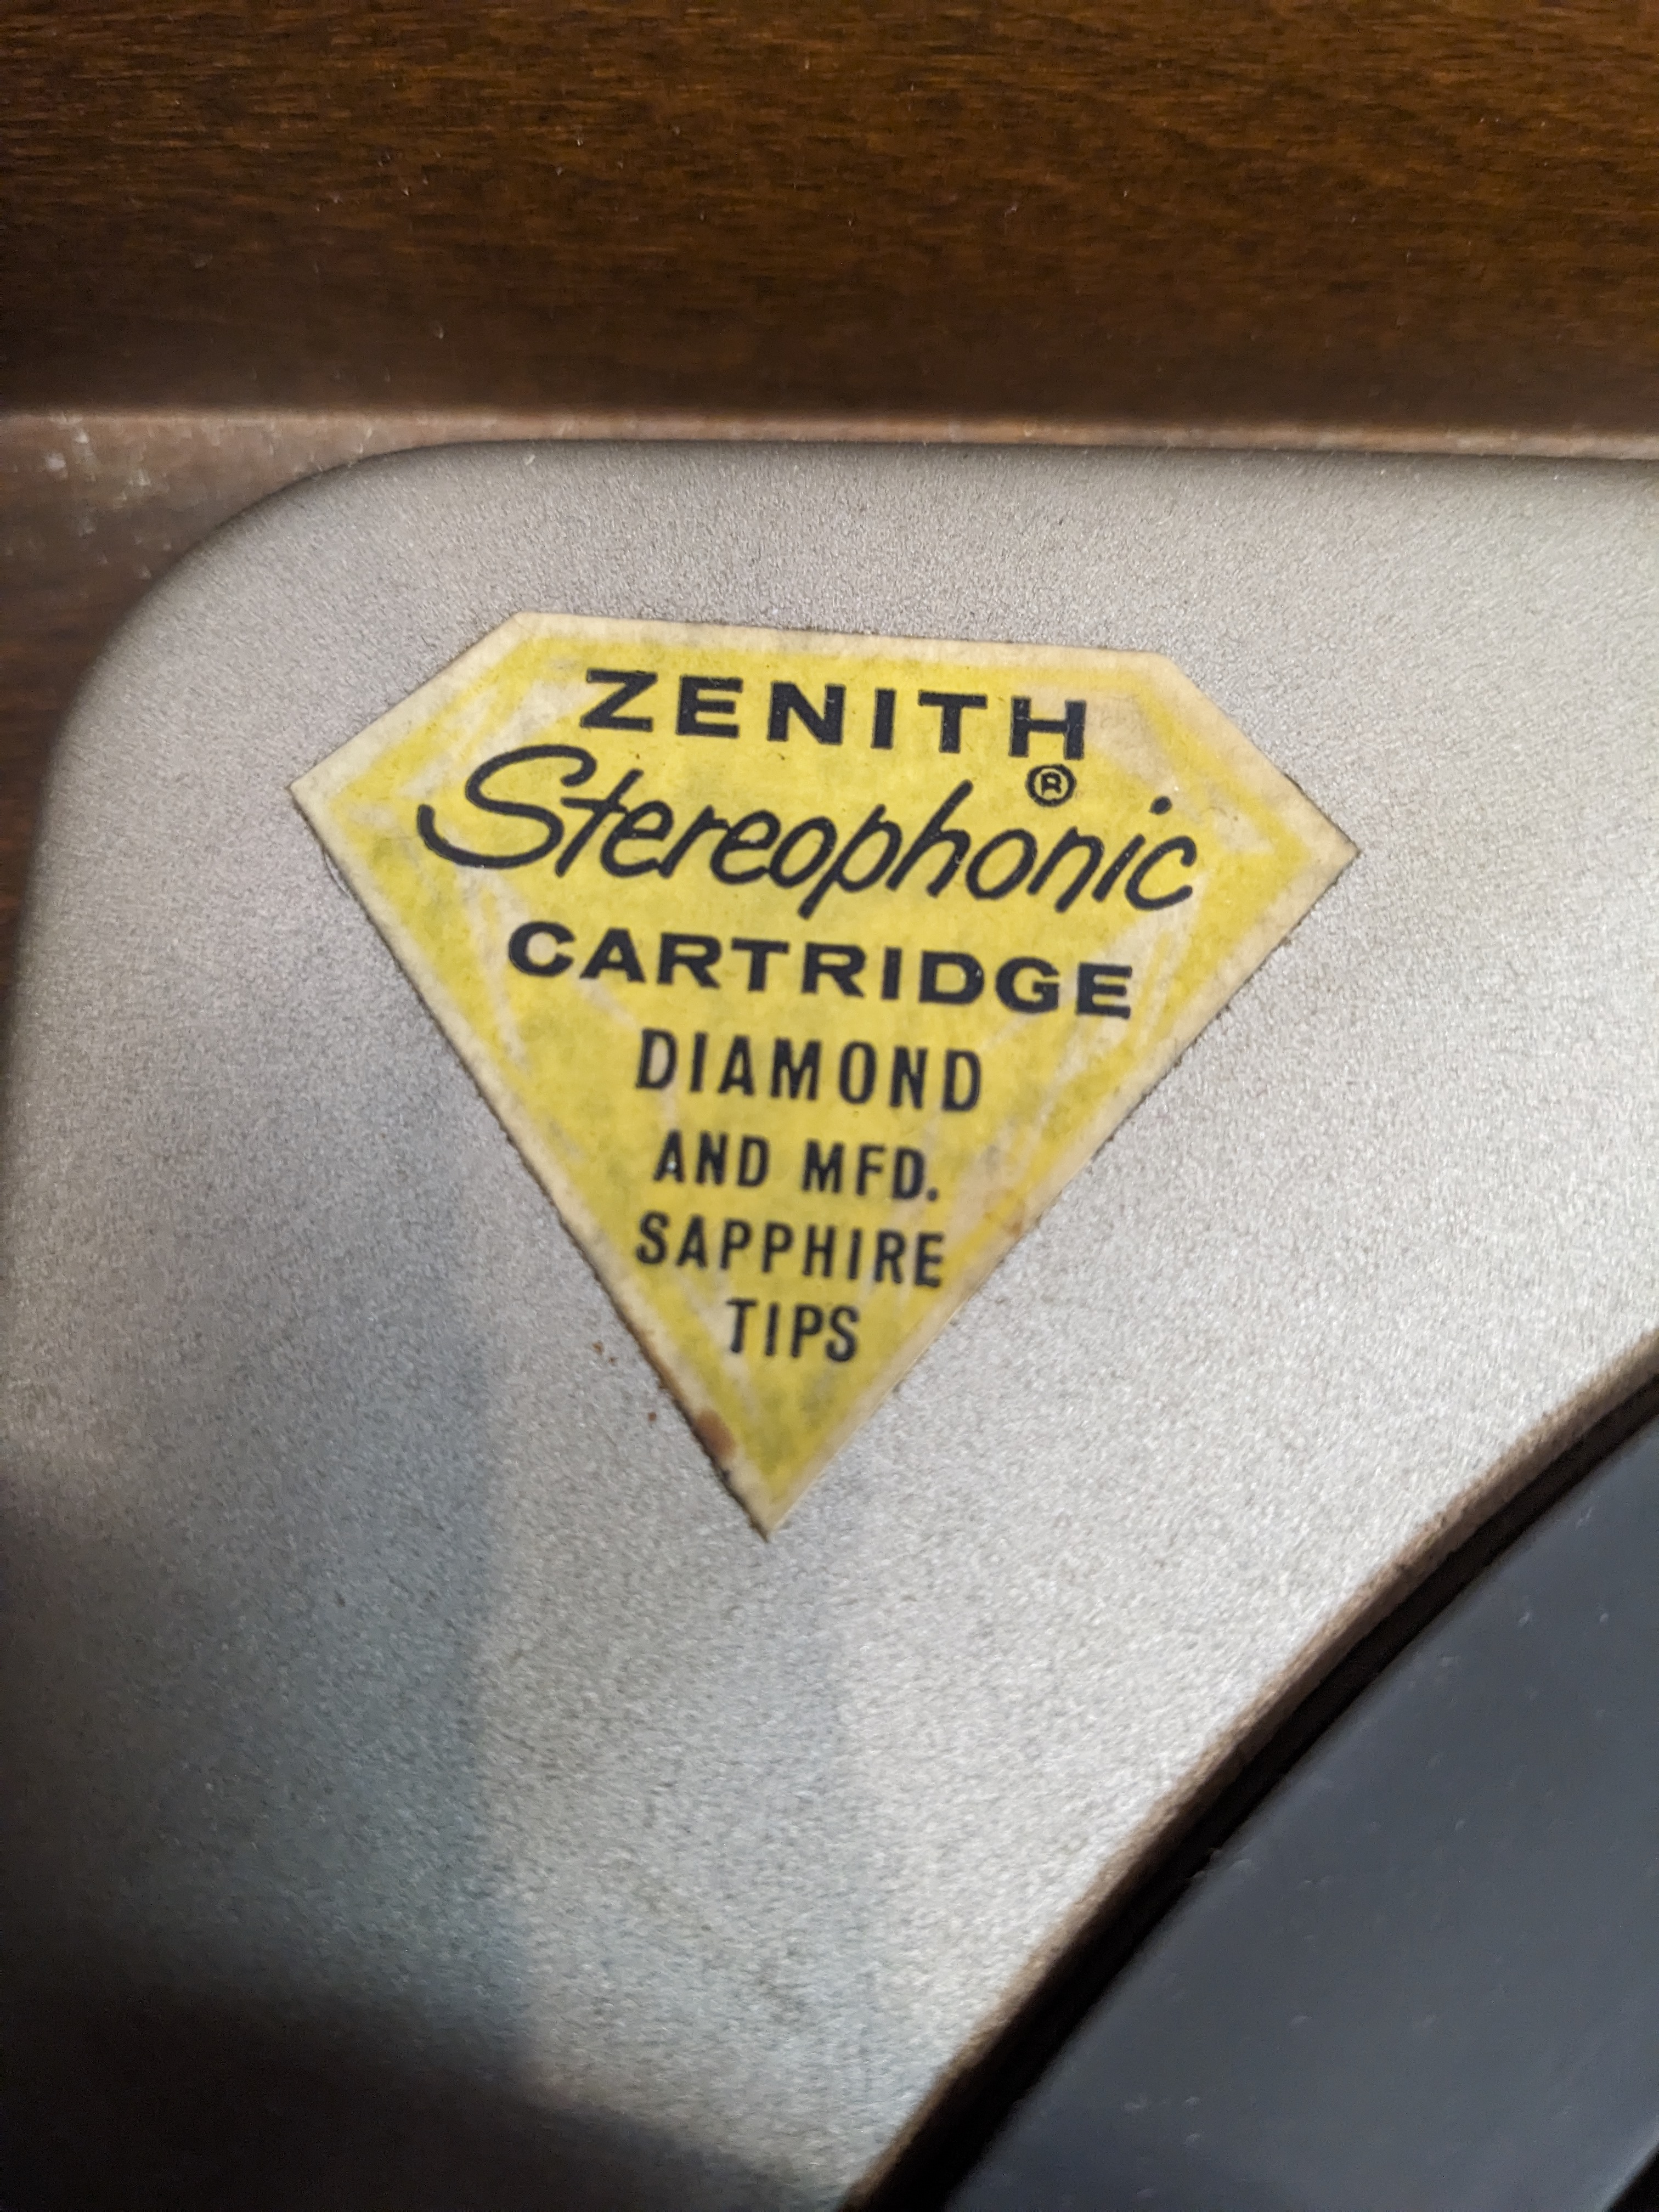 ZENITH
®
Stereophonic
CARTRIDGE
DIAMOND
AND MFD.
SAPPHIRE
TIPS